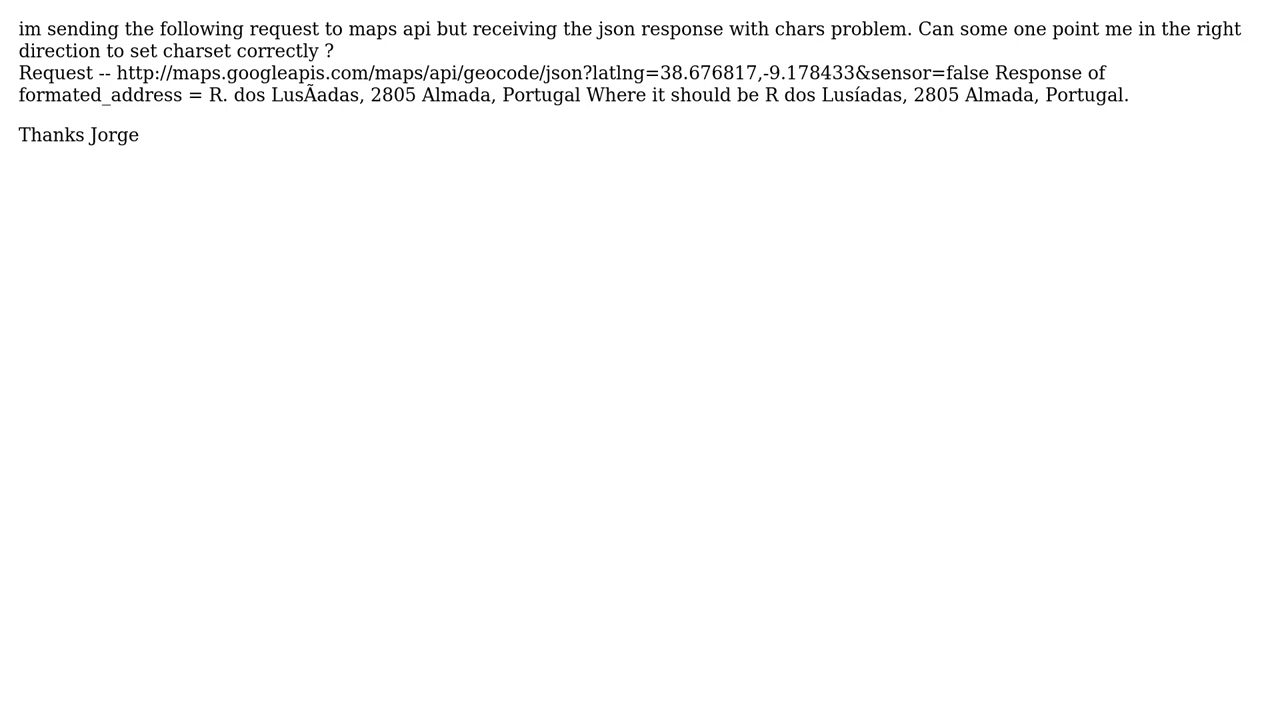 im sending the following request to maps api but receiving the json response with chars problem. Can some one point me in the right
direction to set charset correctly ?
Request -- http://maps.googleapis.com/maps/api/geocode/json?latlng=38.676817,-9.178433&sensor=false Response of
formated_address = R. dos LusÃadas, 2805 Almada, Portugal Where it should be R dos Lusíadas, 2805 Almada, Portugal.
Thanks Jorge